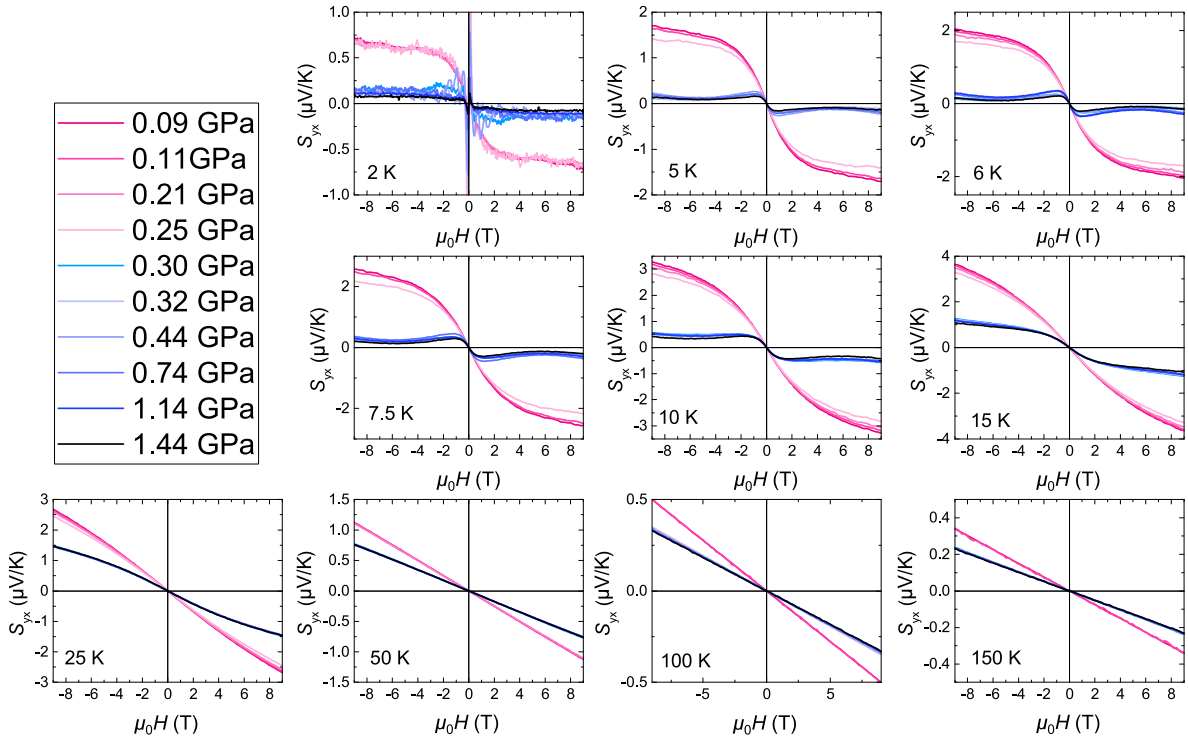 0.09 GPa
0.11GPa
0.21 GPa
0.25 GPa
0.30 GPa
0.32 GPa
0.44 GPa
0.74 GPa
1.14 GPa
1.44 GPa
S_yx (μV/K)
1.0
0.5
0.0
-0.5
-1.0
2 K
-8 -6 -4 -2 0 2 4 6 8
μ₀H (T)
S_yx (μV/K)
2
1
0
-1
-2
5 K
-8 -6 -4 -2 0 2 4 6 8
μ₀H (T)
S_yx (μV/K)
2
0
-2
6 K
-8 -6 -4 -2 0 2 4 6 8
μ₀H (T)
S_yx (μV/K)
2
0
-2
7.5 K
-8 -6 -4 -2 0 2 4 6 8
μ₀H (T)
S_yx (μV/K)
3
2
1
0
-1
-2
-3
10 K
-8 -6 -4 -2 0 2 4 6 8
μ₀H (T)
S_yx (μV/K)
4
2
0
-2
-4
15 K
-8 -6 -4 -2 0 2 4 6 8
μ₀H (T)
S_yx (μV/K)
3
2
1
0
-1
-2
-3
25 K
-8 -6 -4 -2 0 2 4 6 8
μ₀H (T)
S_yx (μV/K)
1.5
1.0
0.5
0.0
-0.5
-1.0
-1.5
50 K
-8 -6 -4 -2 0 2 4 6 8
μ₀H (T)
S_yx (μV/K)
0.5
0.0
-0.5
100 K
-5 0 5
μ₀H (T)
S_yx (μV/K)
0.4
0.2
0.0
-0.2
-0.4
150 K
-8 -6 -4 -2 0 2 4 6 8
μ₀H (T)